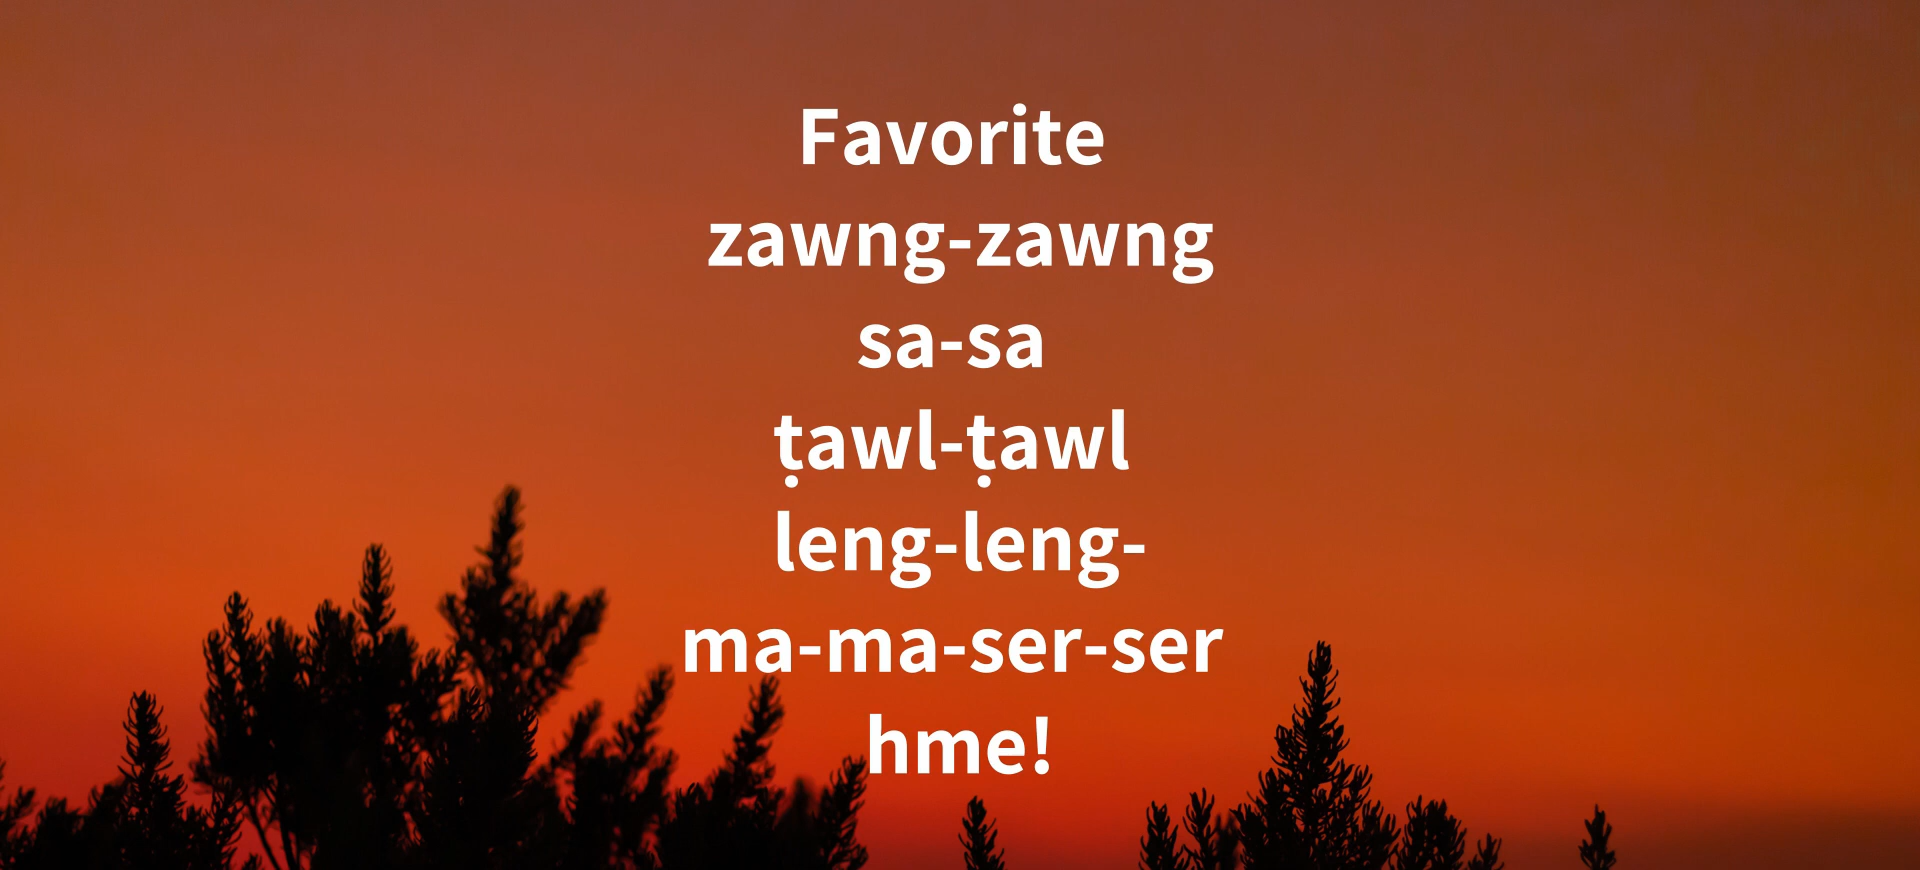 Favorite
zawng-zawng
sa-sa
ṭawl-ṭawl
leng-leng-
ma-ma-ser-ser
hme!